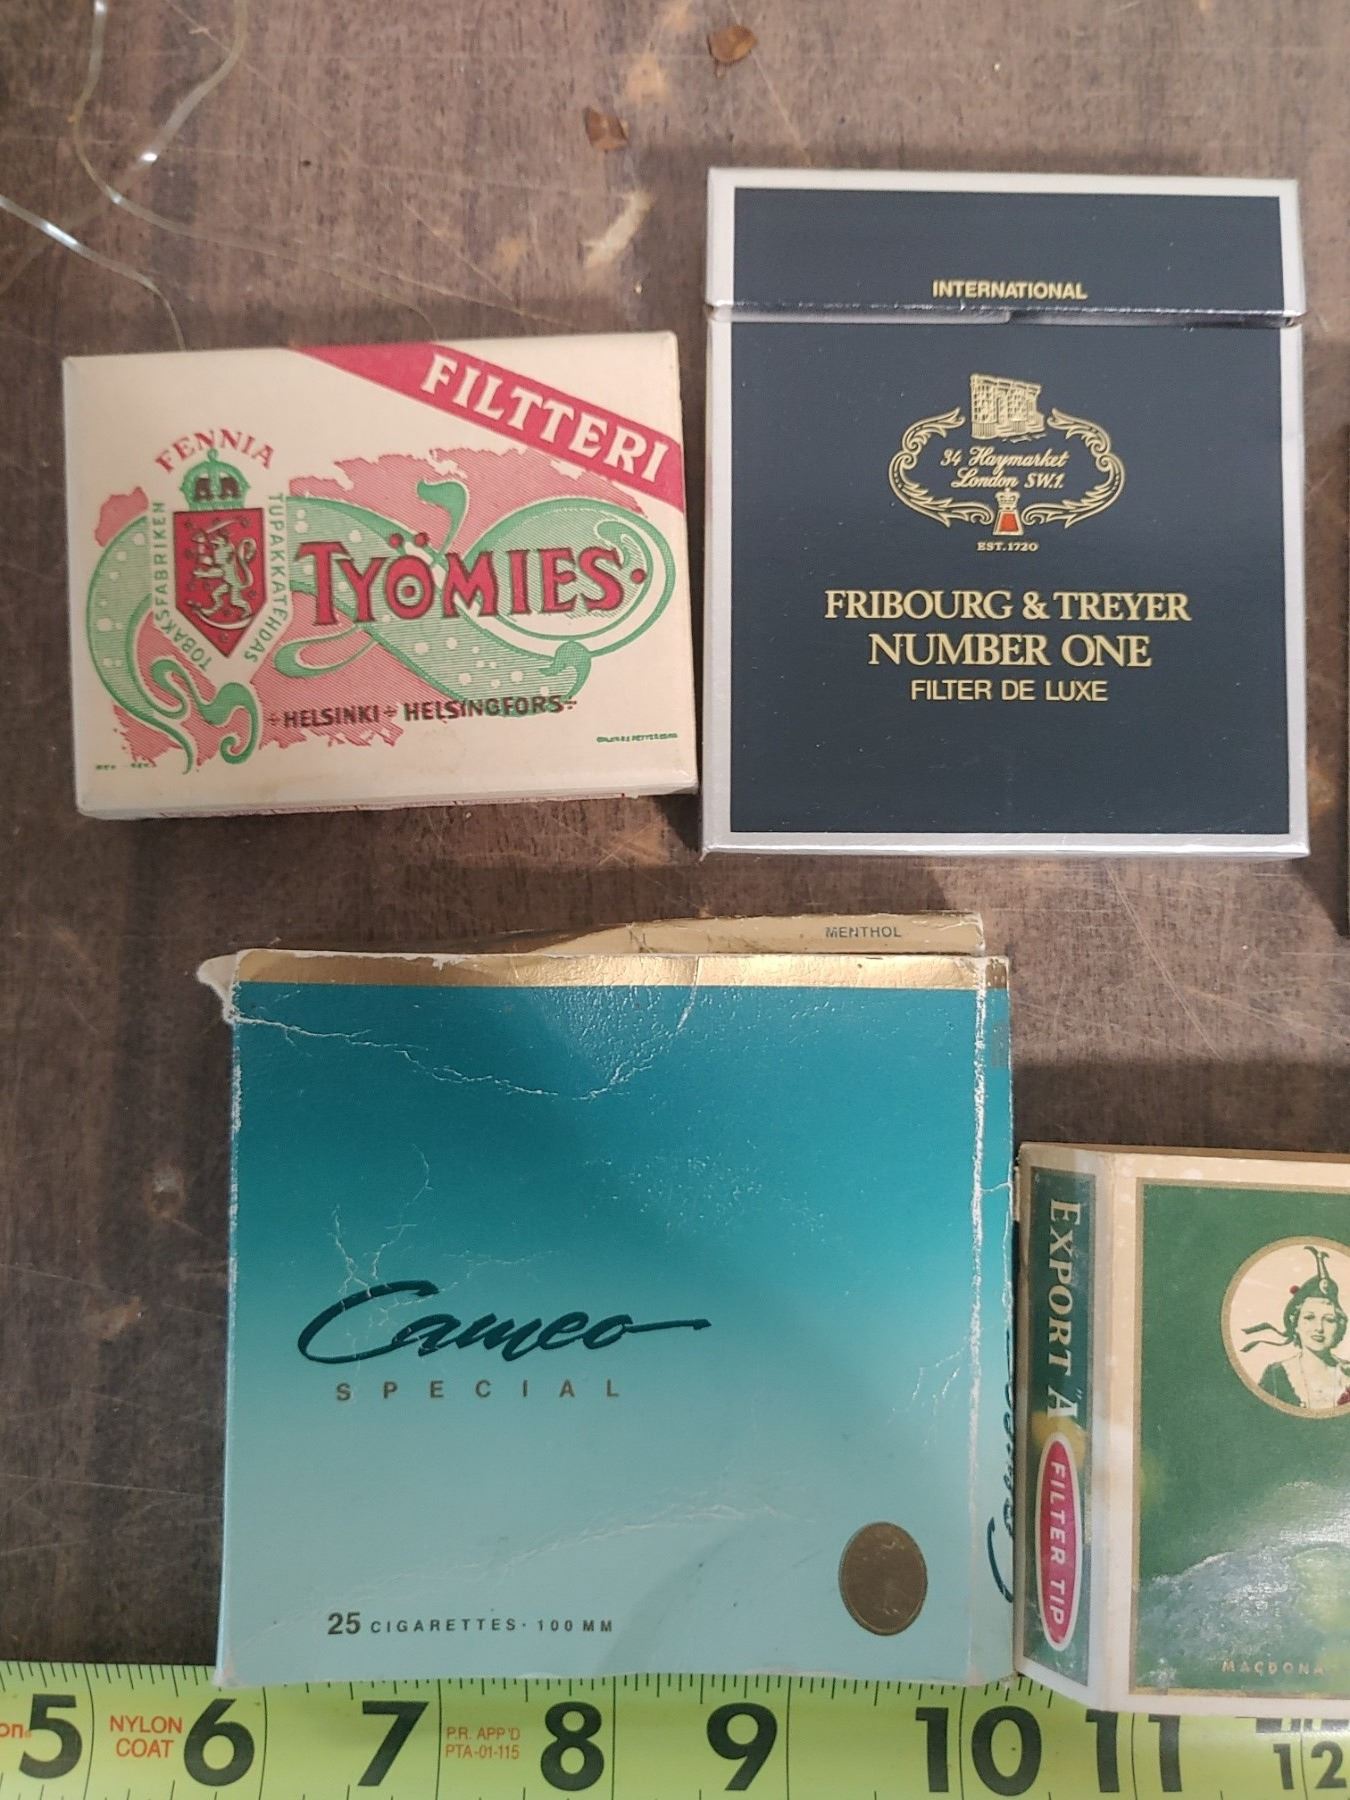 INTERNATIONAL
34 Haymarket
London SW.1.
EST. 1720
FRIBOURG & TREYER
NUMBER ONE
FILTER DE LUXE
FILTTERI
FENNIA
TOBAKSFABRIKEN
TUPAKKATEHDAS
TYÖMIES
HELSINKI ÷ HELSINGFORS
MENTHOL
Cameo
SPECIAL
25 CIGARETTES · 100 MM
Cameo
EXPORT "A"
FILTER TIP
MACDONA
5 NYLON COAT 6 7 P.R. APP'D PTA-01-115 8 9 10 11 12